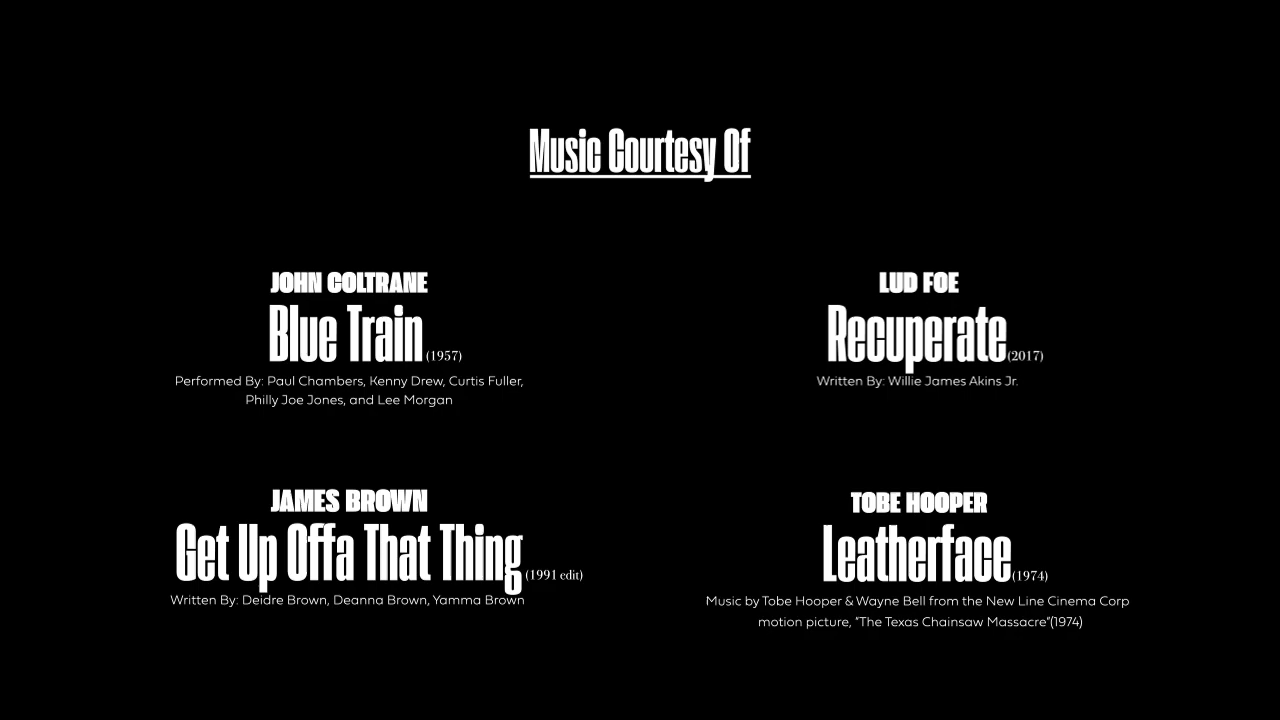 Music Courtesy Of
JOHN COLTRANE
Blue Train (1957)
Performed By: Paul Chambers, Kenny Drew, Curtis Fuller,
Philly Joe Jones, and Lee Morgan
LUD FOE
Recuperate (2017)
Written By: Willie James Akins Jr.
JAMES BROWN
Get Up Offa That Thing (1991 edit)
Written By: Deidre Brown, Deanna Brown, Yamma Brown
TOBE HOOPER
Leatherface (1974)
Music by Tobe Hooper & Wayne Bell from the New Line Cinema Corp
motion picture, “The Texas Chainsaw Massacre”(1974)